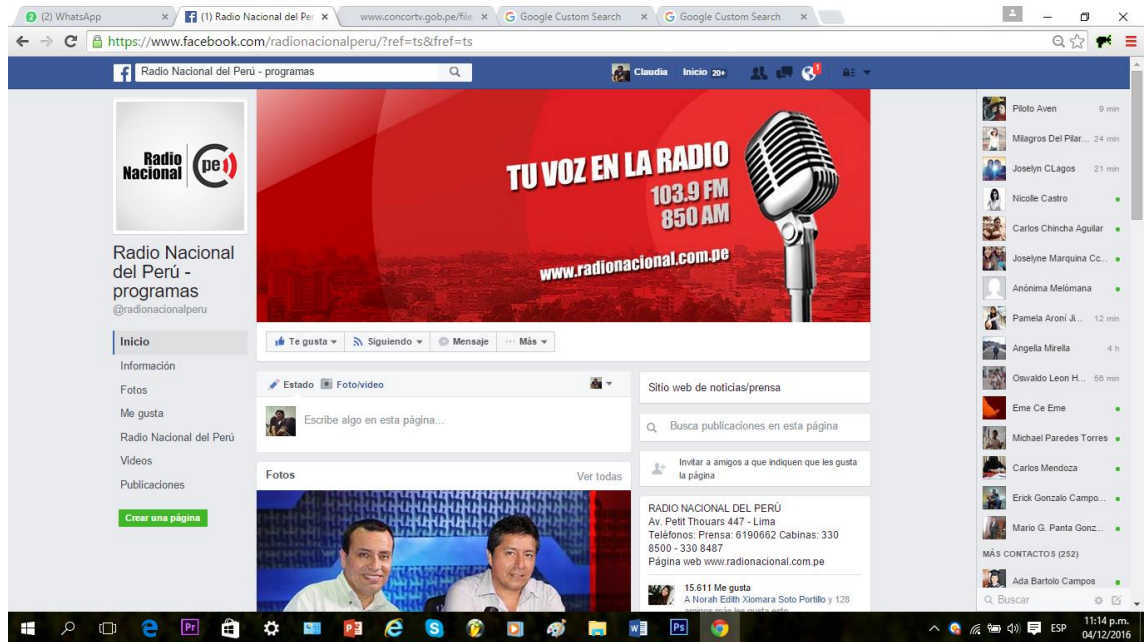 (2) WhatsApp
(1) Radio Nacional del Per
www.concortv.gob.pe/file
Google Custom Search
Google Custom Search
https://www.facebook.com/radionacionalperu/?ref=ts&fref=ts
Radio Nacional del Perú - programas
Claudia Inicio 20+
1
Radio Nacional pe
TU VOZ EN LA RADIO
103.9 FM
850 AM
www.radionacional.com.pe
Radio Nacional
del Perú -
programas
@radionacionalperu
Inicio
Información
Fotos
Me gusta
Radio Nacional del Perú
Videos
Publicaciones
Crear una página
Te gusta Siguiendo Mensaje Más
Estado Foto/video
Escribe algo en esta página...
Fotos Ver todas
Sitio web de noticias/prensa
Busca publicaciones en esta página
Invitar a amigos a que indiquen que les gusta
la página
RADIO NACIONAL DEL PERÚ
Av. Petit Thouars 447 - Lima
Teléfonos: Prensa: 6190662 Cabinas: 330
8500 - 330 8487
Página web www.radionacional.com.pe
15.611 Me gusta
A Norah Edith Xiomara Soto Portillo y 128
amigos más les gusta esto
Piloto Aven 9 min
Milagros Del Pilar... 24 min
Joselyn CLagos 21 min
Nicolle Castro
Carlos Chincha Aguilar
Joselyne Marquina Cc...
Anónima Melómana
Pamela Aroní Ji... 12 min
Angella Mirella 4 h
Oswaldo Leon H... 56 min
Eme Ce Eme
Michael Paredes Torres
Carlos Mendoza
Erick Gonzalo Campo...
Mario G. Panta Gonz...
MÁS CONTACTOS (252)
Ada Bartolo Campos
Buscar
ESP
11:14 p.m.
04/12/2016